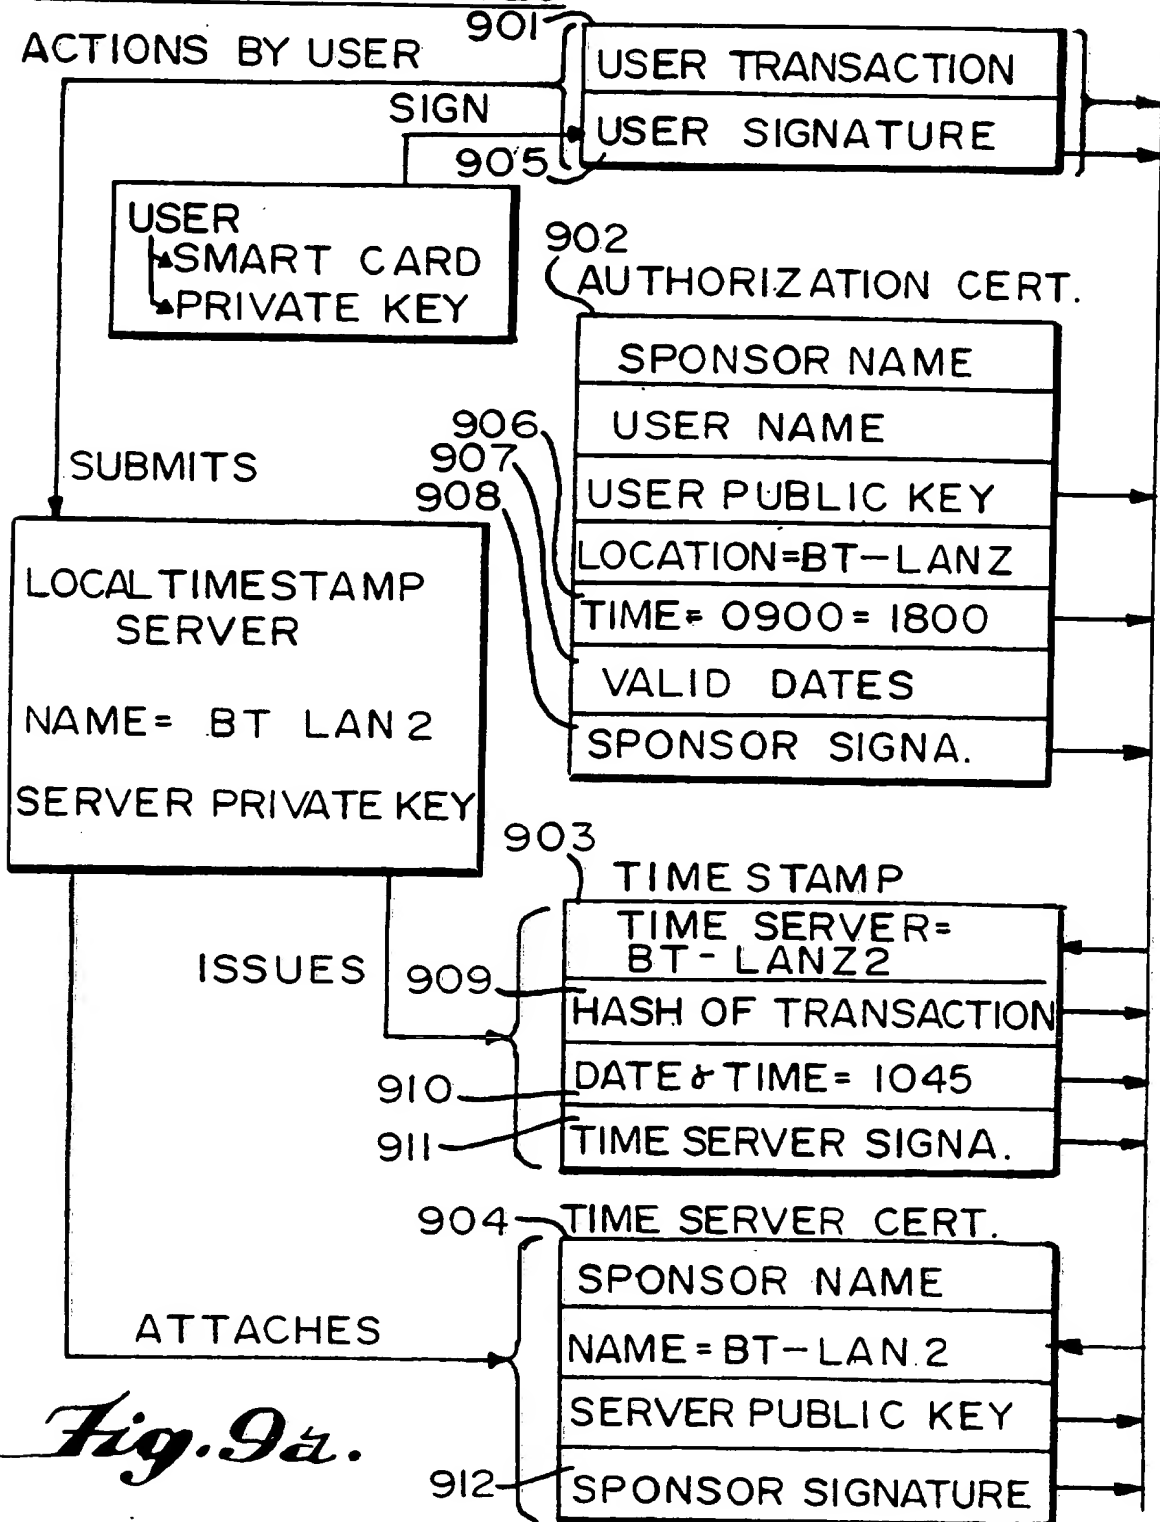 901
ACTIONS BY USER
USER TRANSACTION
SIGN
USER SIGNATURE
905
USER
SMART CARD
PRIVATE KEY
902
AUTHORIZATION CERT.
SPONSOR NAME
906
USER NAME
907
SUBMITS
908
USER PUBLIC KEY
LOCATION=BT-LANZ
TIME= 0900= 1800
VALID DATES
SPONSOR SIGNA.
LOCAL TIMESTAMP
SERVER
NAME= BT LAN 2
SERVER PRIVATE KEY
903
TIME STAMP
TIME SERVER=
BT- LANZ2
ISSUES
909
HASH OF TRANSACTION
910
DATE & TIME= 1045
911
TIME SERVER SIGNA.
904
TIME SERVER CERT.
SPONSOR NAME
ATTACHES
NAME=BT-LAN.2
SERVER PUBLIC KEY
912
SPONSOR SIGNATURE
Fig. 9a.